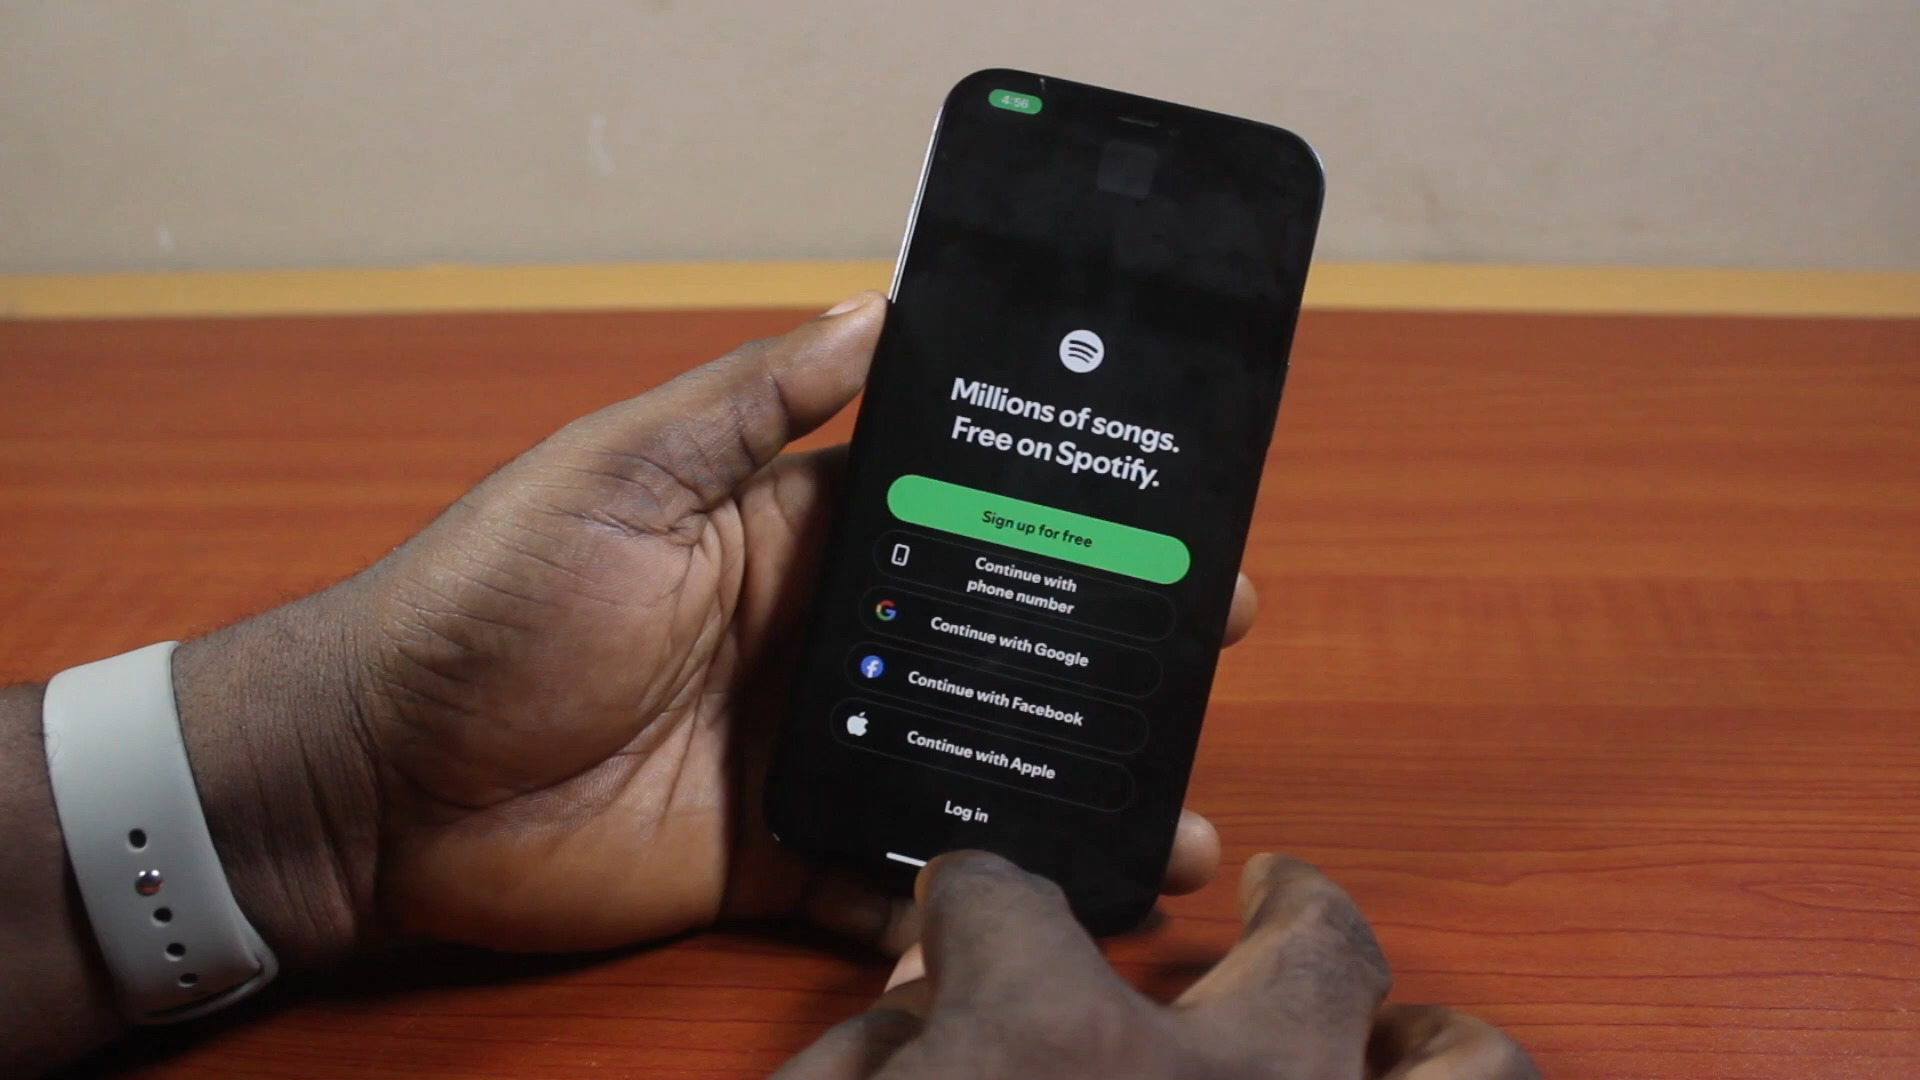 4:56
Millions of songs.
Free on Spotify.
Sign up for free
Continue with
phone number
Continue with Google
Continue with Facebook
Continue with Apple
Log in